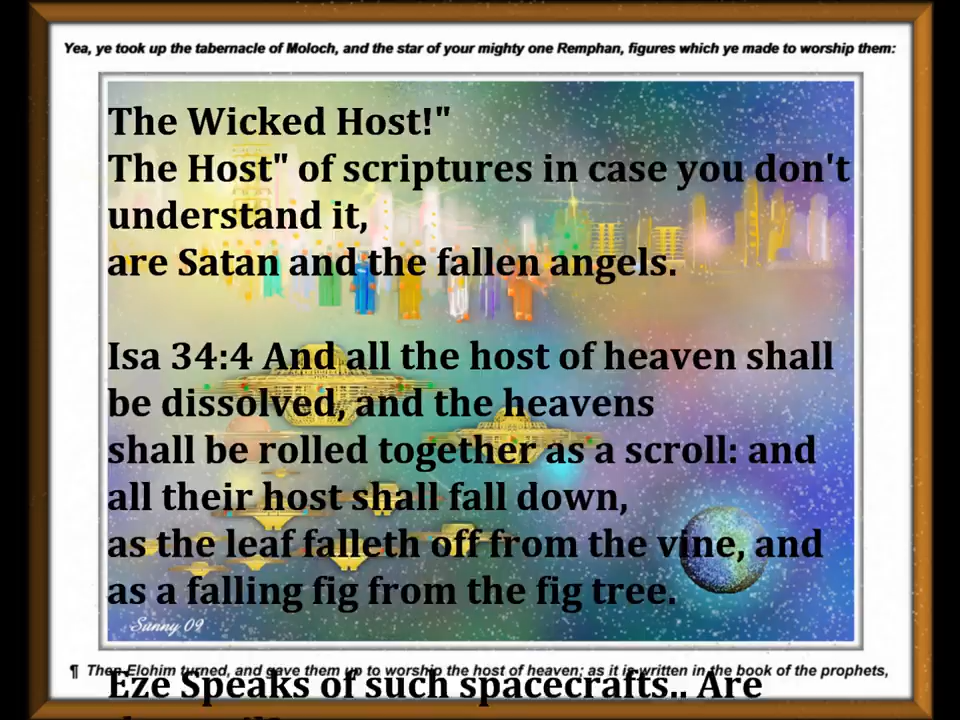 Yea, ye took up the tabernacle of Moloch, and the star of your mighty one Remphan, figures which ye made to worship them:
The Wicked Host!"
The Host" of scriptures in case you don't
understand it,
are Satan and the fallen angels.
Isa 34:4 And all the host of heaven shall
be dissolved, and the heavens
shall be rolled together as a scroll: and
all their host shall fall down,
as the leaf falleth off from the vine, and
as a falling fig from the fig tree.
Sunny 09
¶ Then Elohim turned, and gave them up to worship the host of heaven; as it is written in the book of the prophets,
Eze Speaks of such spacecrafts.. Are